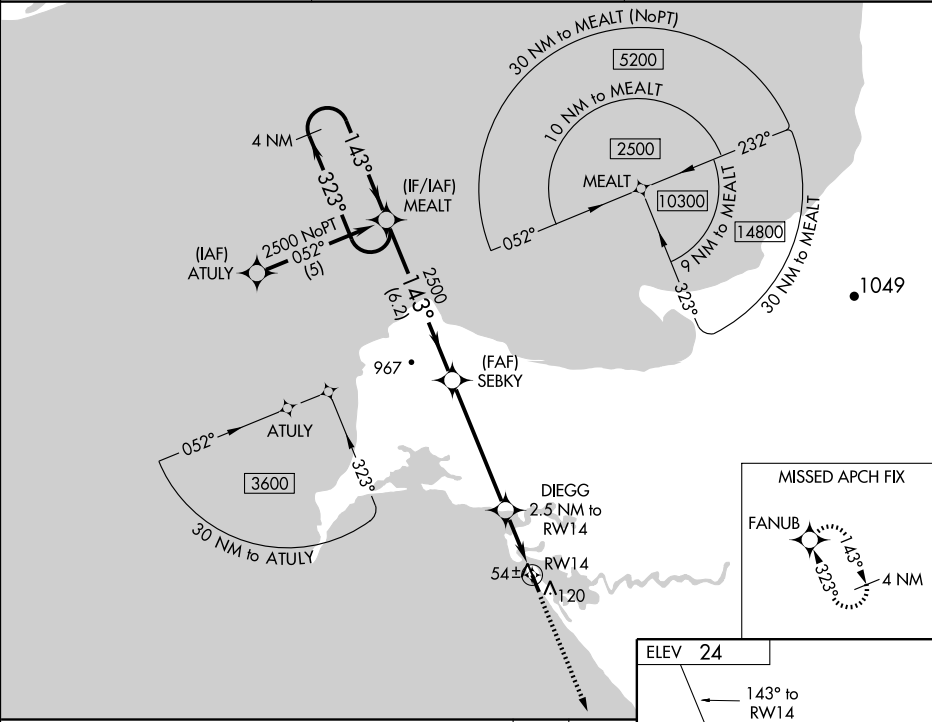 30 NM to MEALT (NoPT)
5200
10 NM to MEALT
2500
232°
MEALT
10300
9 NM to MEALT
14800
30 NM to MEALT
052°
323°
4 NM
143°
323°
(IF/IAF)
MEALT
(IAF)
ATULY
2500 NoPT
052°
(5)
2500
143°
(6.2)
1049
967
(FAF)
SEBKY
052°
ATULY
323°
3600
30 NM to ATULY
DIEGG
2.5 NM to
RW14
54±
RW14
120
MISSED APCH FIX
FANUB
143°
323°
4 NM
ELEV 24
143° to
RW14